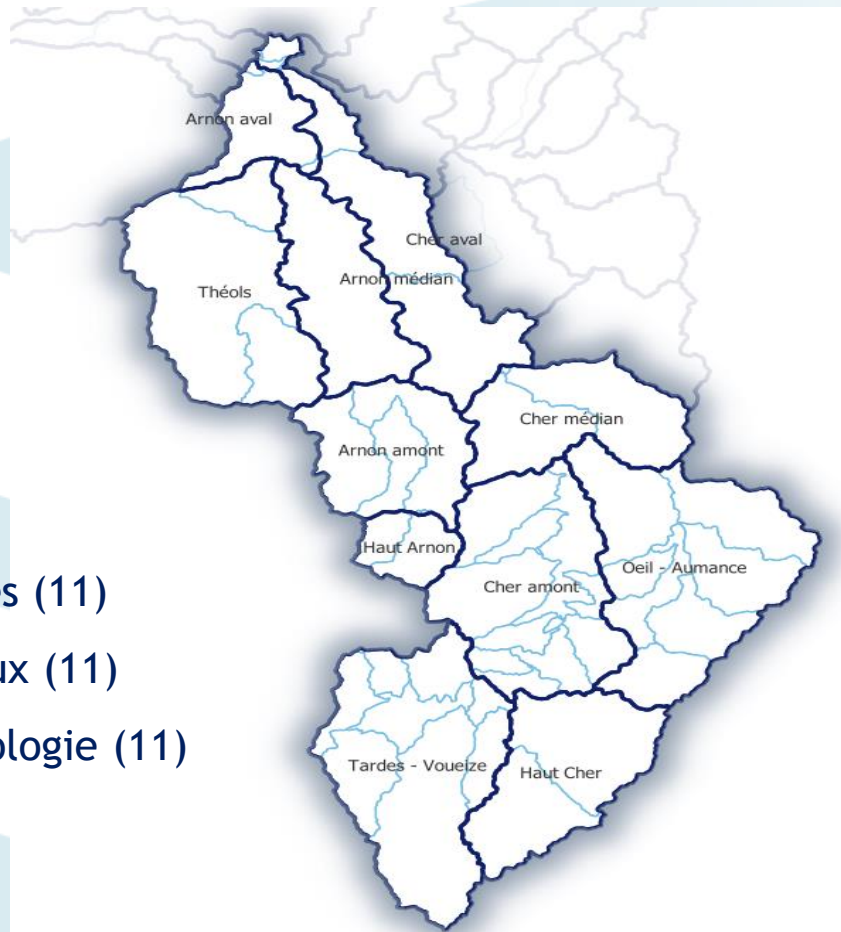 Arnon aval
Cher aval
Arnon médian
Théols
Cher médian
Arnon amont
Haut Arnon
Oeil - Aumance
Cher amont
s (11)
ux (11)
ologie (11)
Tardes - Voueize
Haut Cher